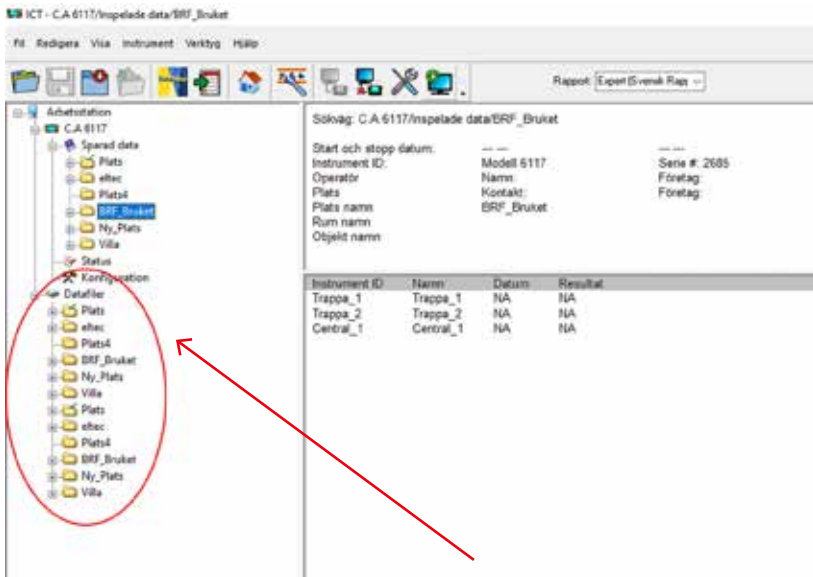 ICT - C.A 6117/Inspelade data/BRF_Bruket
Fil Redigera Visa Instrument Verktyg Hjälp
Rapport: Expert (Svensk Rapp
Arbetsstation
C.A 6117
Sparad data
Plats
eltec
Plats4
BRF_Bruket
Ny_Plats
Villa
Status
Konfiguration
Datafiler
Plats
eltec
Plats4
BRF_Bruket
Ny_Plats
Villa
Plats
eltec
Plats4
BRF_Bruket
Ny_Plats
Villa
Sökväg: C.A 6117/Inspelade data/BRF_Bruket
Start och stopp datum: --- --- --- ---
Instrument ID: Modell 6117 Serie #: 2685
Operatör Namn: Företag:
Plats Kontakt: Företag:
Plats namn BRF_Bruket
Rum namn
Objekt namn
Instrument ID Namn Datum Resultat
Trappa_1 Trappa_1 NA NA
Trappa_2 Trappa_2 NA NA
Central_1 Central_1 NA NA